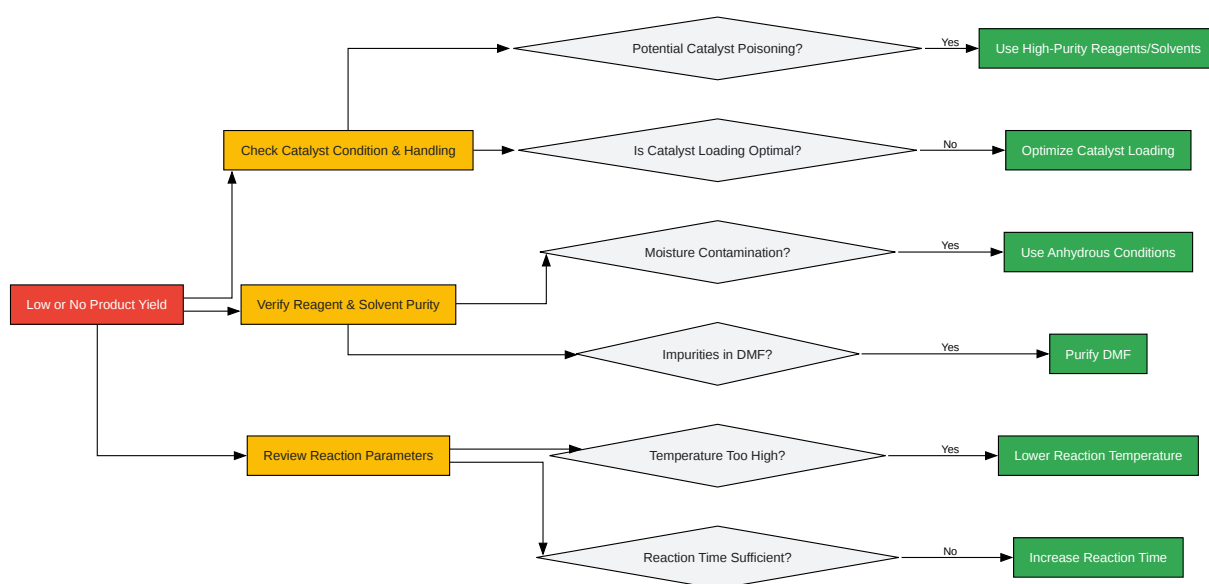 Potential Catalyst Poisoning?
Yes
Use High-Purity Reagents/Solvents
Check Catalyst Condition & Handling
Is Catalyst Loading Optimal?
No
Optimize Catalyst Loading
Moisture Contamination?
Yes
Use Anhydrous Conditions
Low or No Product Yield
Verify Reagent & Solvent Purity
Impurities in DMF?
Yes
Purify DMF
Review Reaction Parameters
Temperature Too High?
Yes
Lower Reaction Temperature
Reaction Time Sufficient?
No
Increase Reaction Time